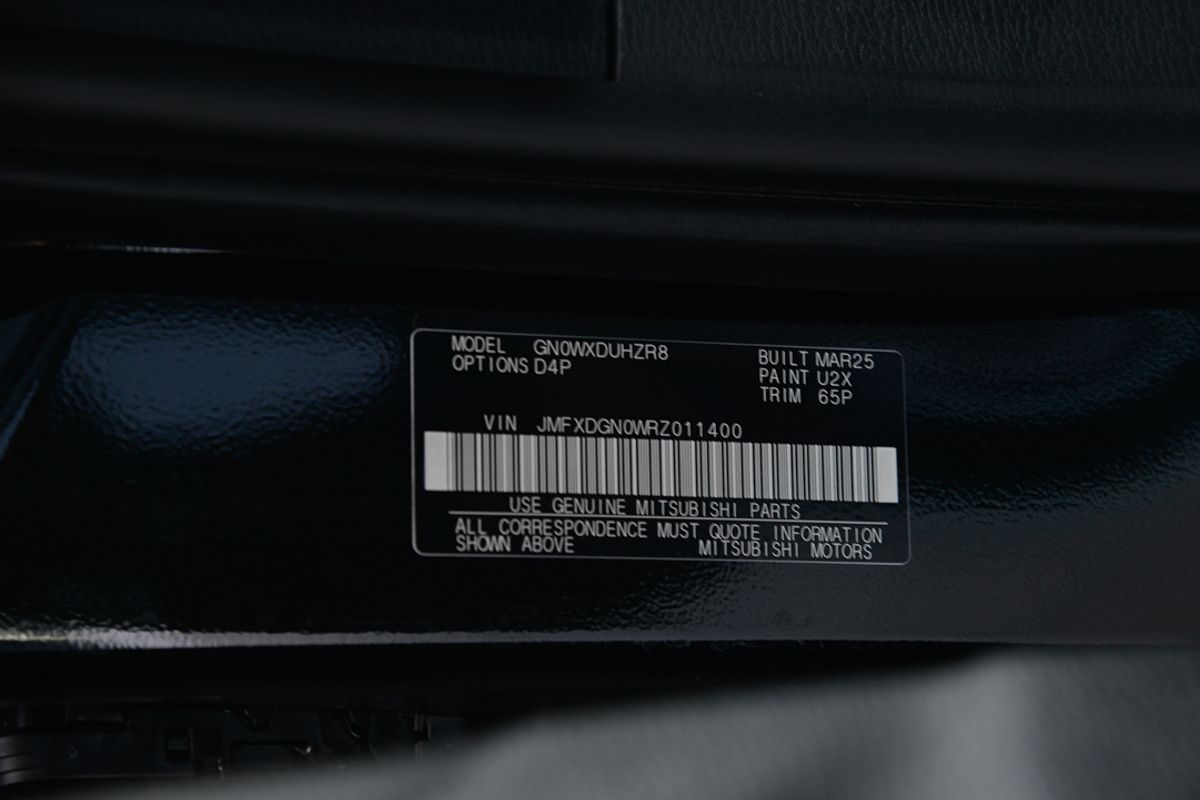 MODEL GN0WXDUHZR8
OPTIONS D4P
BUILT MAR25
PAINT U2X
TRIM 65P
VIN JMFXDGN0WRZ011400
USE GENUINE MITSUBISHI PARTS
ALL CORRESPONDENCE MUST QUOTE INFORMATION
SHOWN ABOVE MITSUBISHI MOTORS